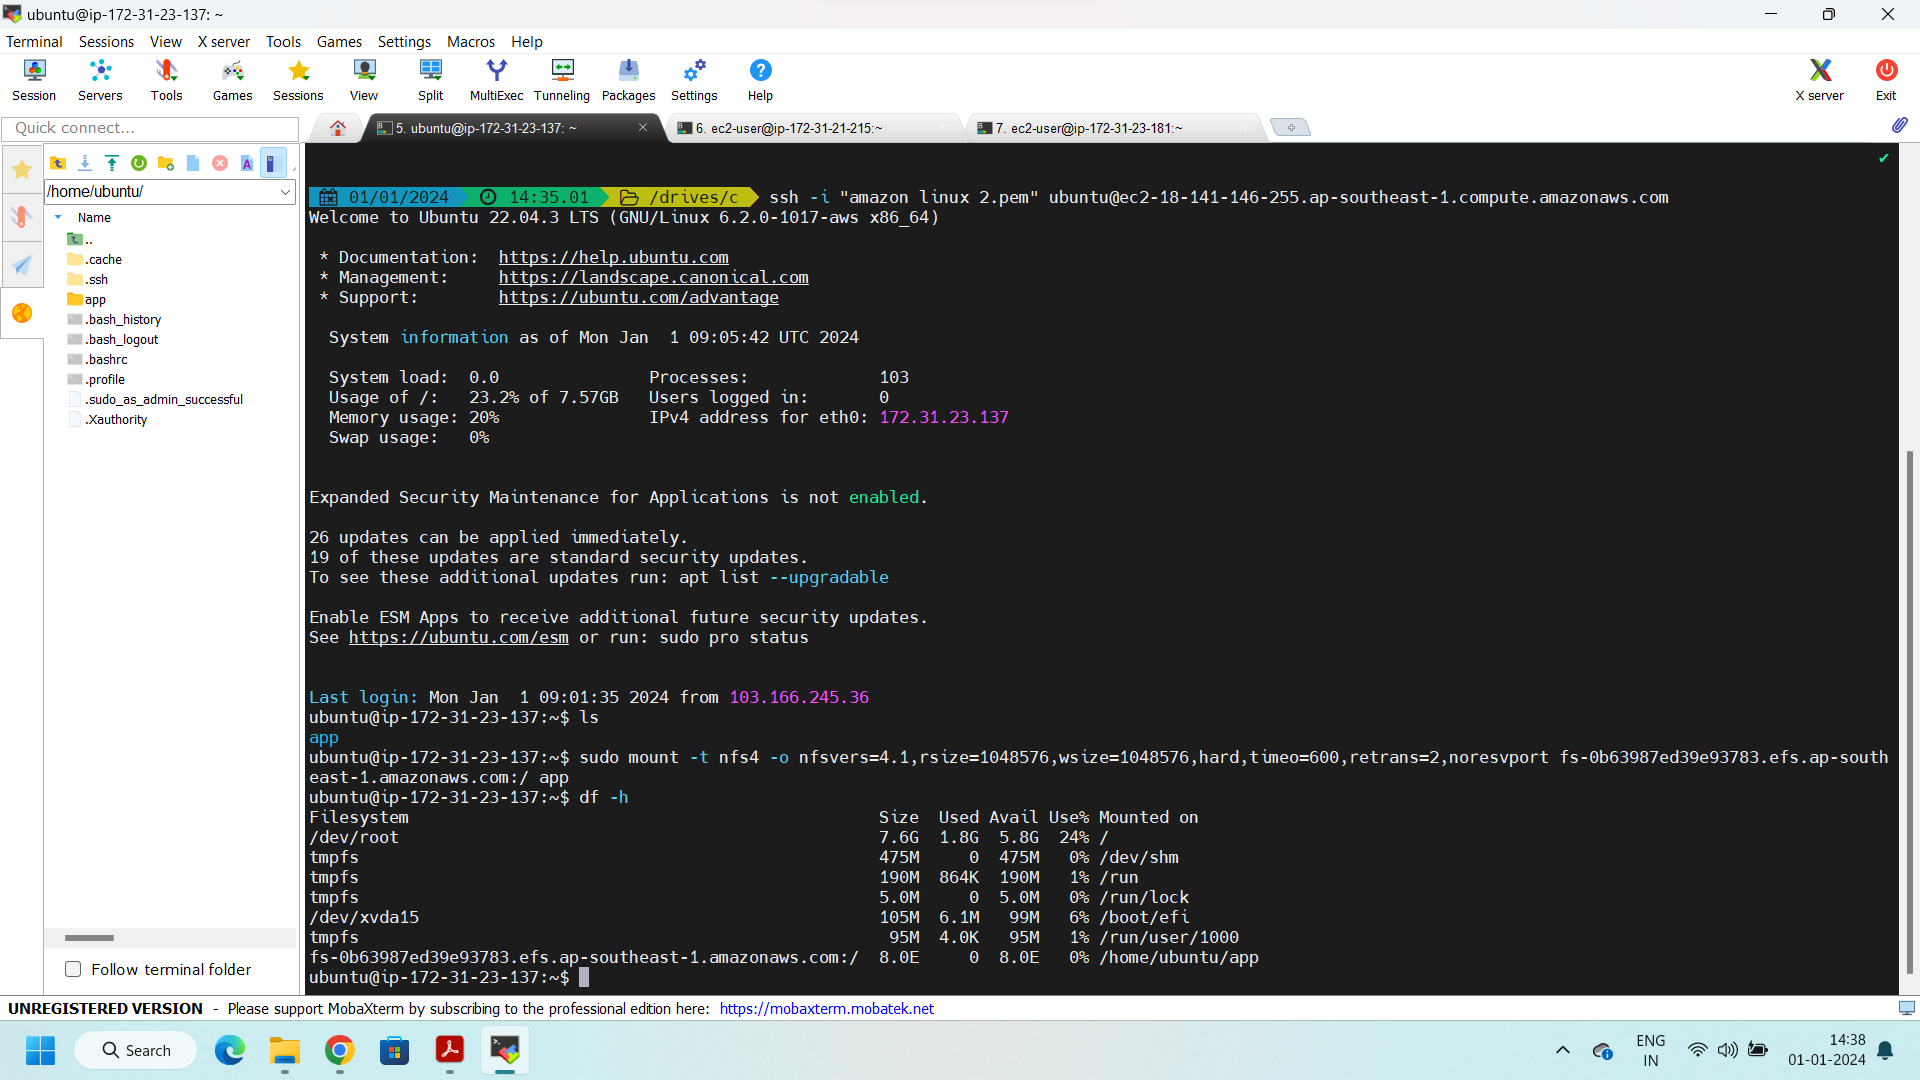 ubuntu@ip-172-31-23-137: ~
Terminal Sessions View X server Tools Games Settings Macros Help
Session Servers Tools Games Sessions View Split MultiExec Tunneling Packages Settings Help X server Exit
Quick connect...
5. ubuntu@ip-172-31-23-137: ~
6. ec2-user@ip-172-31-21-215:~
7. ec2-user@ip-172-31-23-181:~
/home/ubuntu/
Name
..
.cache
.ssh
app
.bash_history
.bash_logout
.bashrc
.profile
.sudo_as_admin_successful
.Xauthority
Follow terminal folder
01/01/2024 14:35.01 /drives/c ssh -i "amazon linux 2.pem" ubuntu@ec2-18-141-146-255.ap-southeast-1.compute.amazonaws.com
Welcome to Ubuntu 22.04.3 LTS (GNU/Linux 6.2.0-1017-aws x86_64)
* Documentation: https://help.ubuntu.com
* Management: https://landscape.canonical.com
* Support: https://ubuntu.com/advantage
System information as of Mon Jan 1 09:05:42 UTC 2024
System load: 0.0 Processes: 103
Usage of /: 23.2% of 7.57GB Users logged in: 0
Memory usage: 20% IPv4 address for eth0: 172.31.23.137
Swap usage: 0%
Expanded Security Maintenance for Applications is not enabled.
26 updates can be applied immediately.
19 of these updates are standard security updates.
To see these additional updates run: apt list --upgradable
Enable ESM Apps to receive additional future security updates.
See https://ubuntu.com/esm or run: sudo pro status
Last login: Mon Jan 1 09:01:35 2024 from 103.166.245.36
ubuntu@ip-172-31-23-137:~$ ls
app
ubuntu@ip-172-31-23-137:~$ sudo mount -t nfs4 -o nfsvers=4.1,rsize=1048576,wsize=1048576,hard,timeo=600,retrans=2,noresvport fs-0b63987ed39e93783.efs.ap-south
east-1.amazonaws.com:/ app
ubuntu@ip-172-31-23-137:~$ df -h
Filesystem Size Used Avail Use% Mounted on
/dev/root 7.6G 1.8G 5.8G 24% /
tmpfs 475M 0 475M 0% /dev/shm
tmpfs 190M 864K 190M 1% /run
tmpfs 5.0M 0 5.0M 0% /run/lock
/dev/xvda15 105M 6.1M 99M 6% /boot/efi
tmpfs 95M 4.0K 95M 1% /run/user/1000
fs-0b63987ed39e93783.efs.ap-southeast-1.amazonaws.com:/ 8.0E 0 8.0E 0% /home/ubuntu/app
ubuntu@ip-172-31-23-137:~$
UNREGISTERED VERSION - Please support MobaXterm by subscribing to the professional edition here: https://mobaxterm.mobatek.net
Search
ENG
IN
14:38
01-01-2024